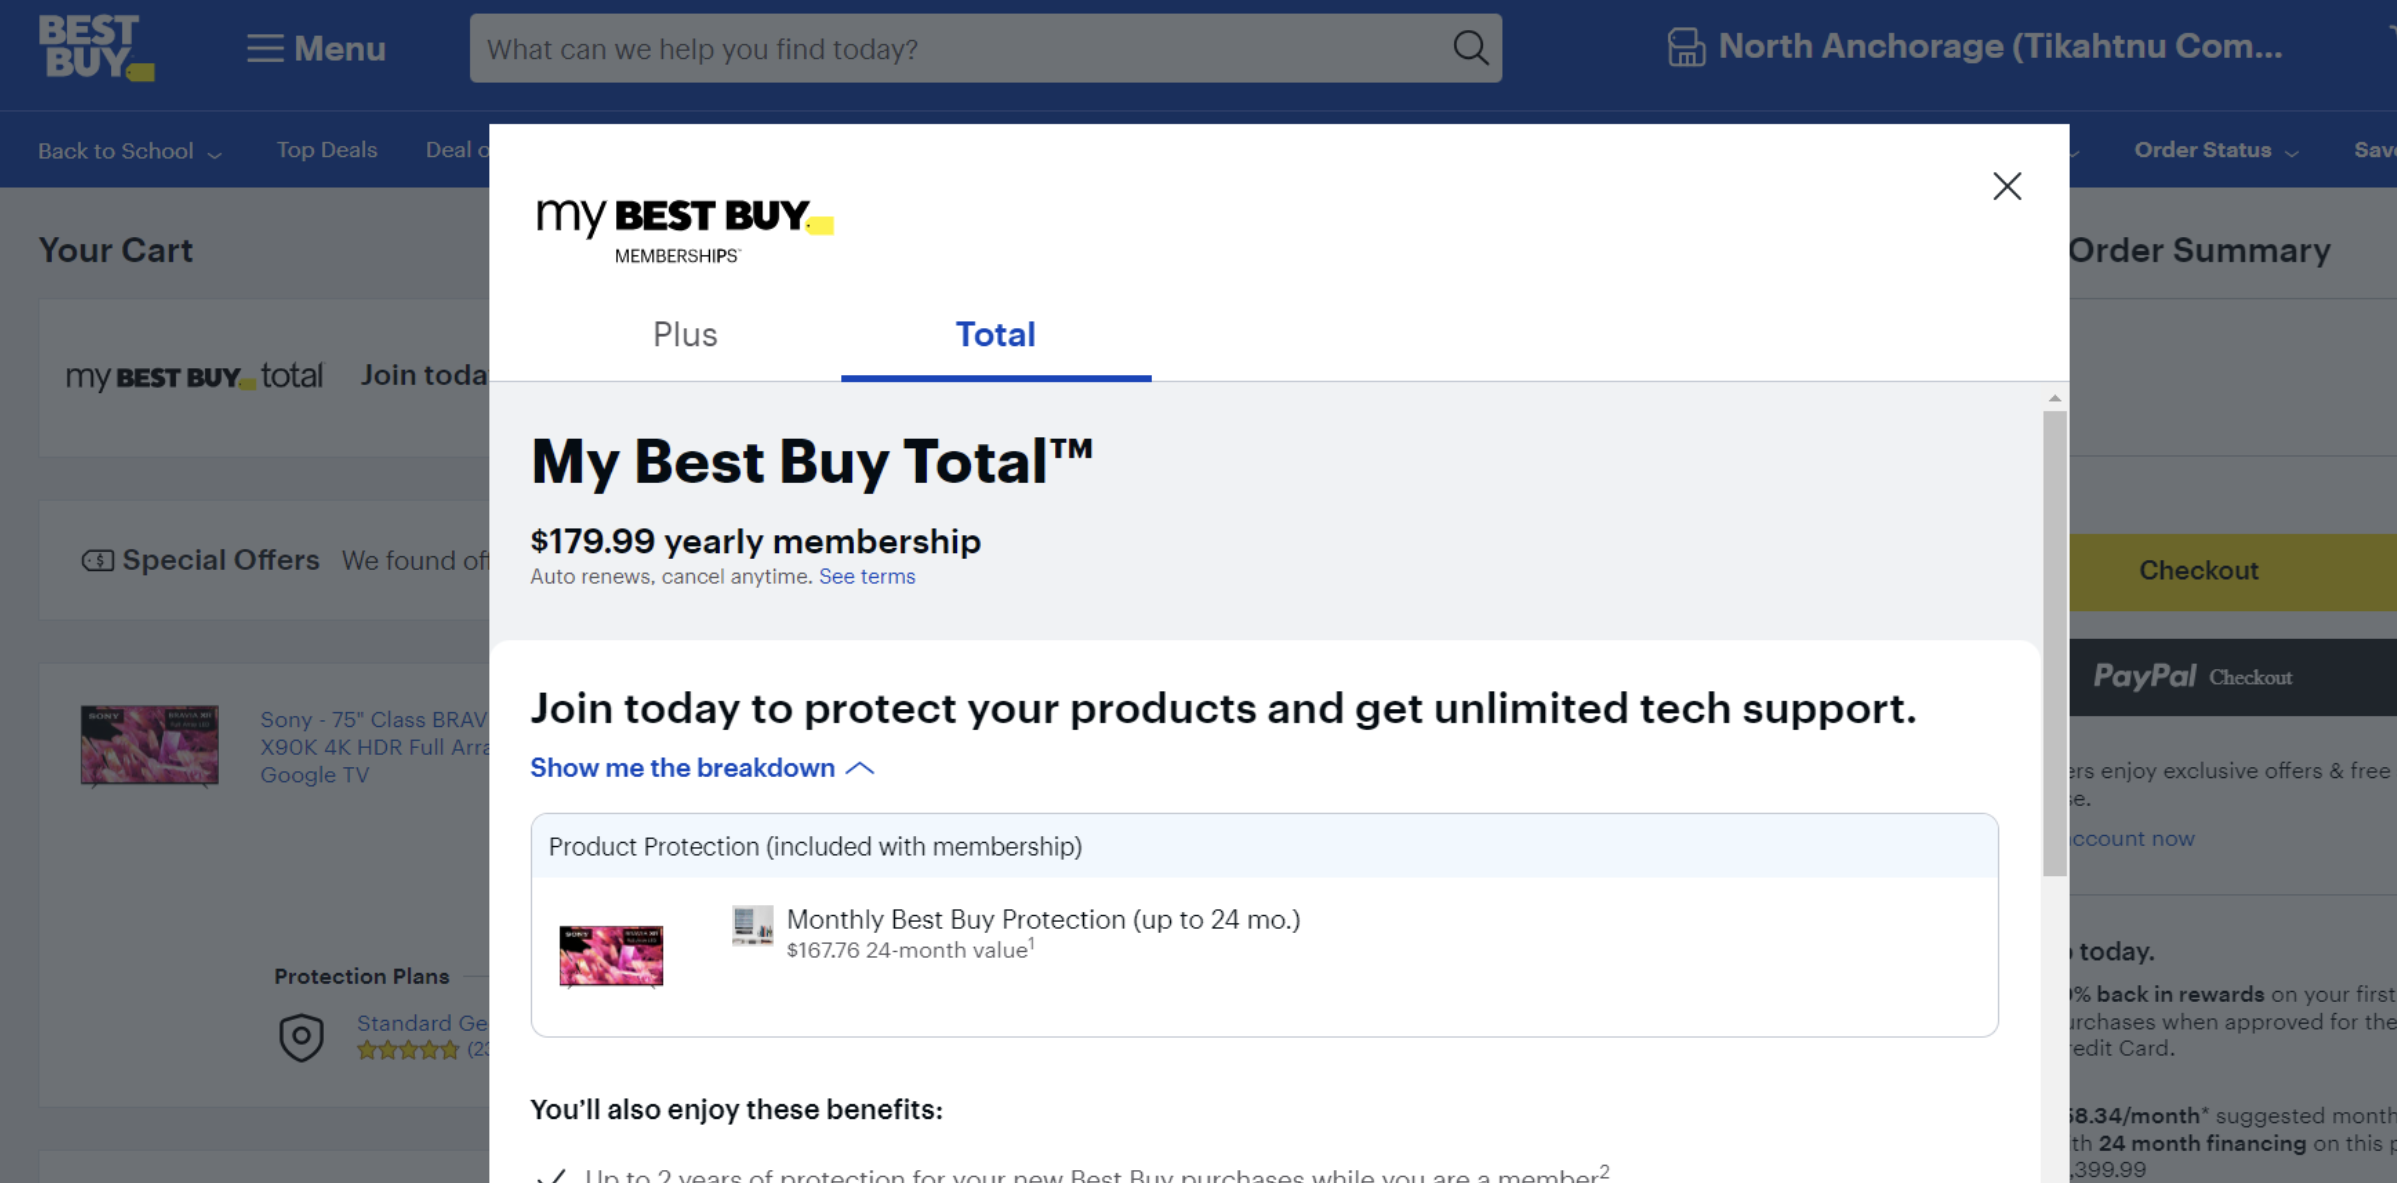 BEST
BUY
Menu
What can we help you find today?
North Anchorage (Tikahtnu Com...
Back to School
Top Deals
Deal o
Order Status
Sav
my BEST BUY
MEMBERSHIPS
Your Cart
Order Summary
Plus
Total
my BEST BUY total
Join toda
My Best Buy Total™
$179.99 yearly membership
Auto renews, cancel anytime. See terms
Special Offers We found of
Checkout
Join today to protect your products and get unlimited tech support.
PayPal Checkout
Show me the breakdown
SONY
Sony - 75" Class BRAV
X90K 4K HDR Full Arra
Google TV
ers enjoy exclusive offers & free
se.
ccount now
Product Protection (included with membership)
SONY
Monthly Best Buy Protection (up to 24 mo.)
$167.76 24-month value1
Protection Plans
Standard Ge
today.
% back in rewards on your first
urchases when approved for the
redit Card.
You'll also enjoy these benefits:
8.34/month* suggested month
th 24 month financing on this p
,399.99
Up to 2 years of protection for your new Best Buy purchases while you are a member2